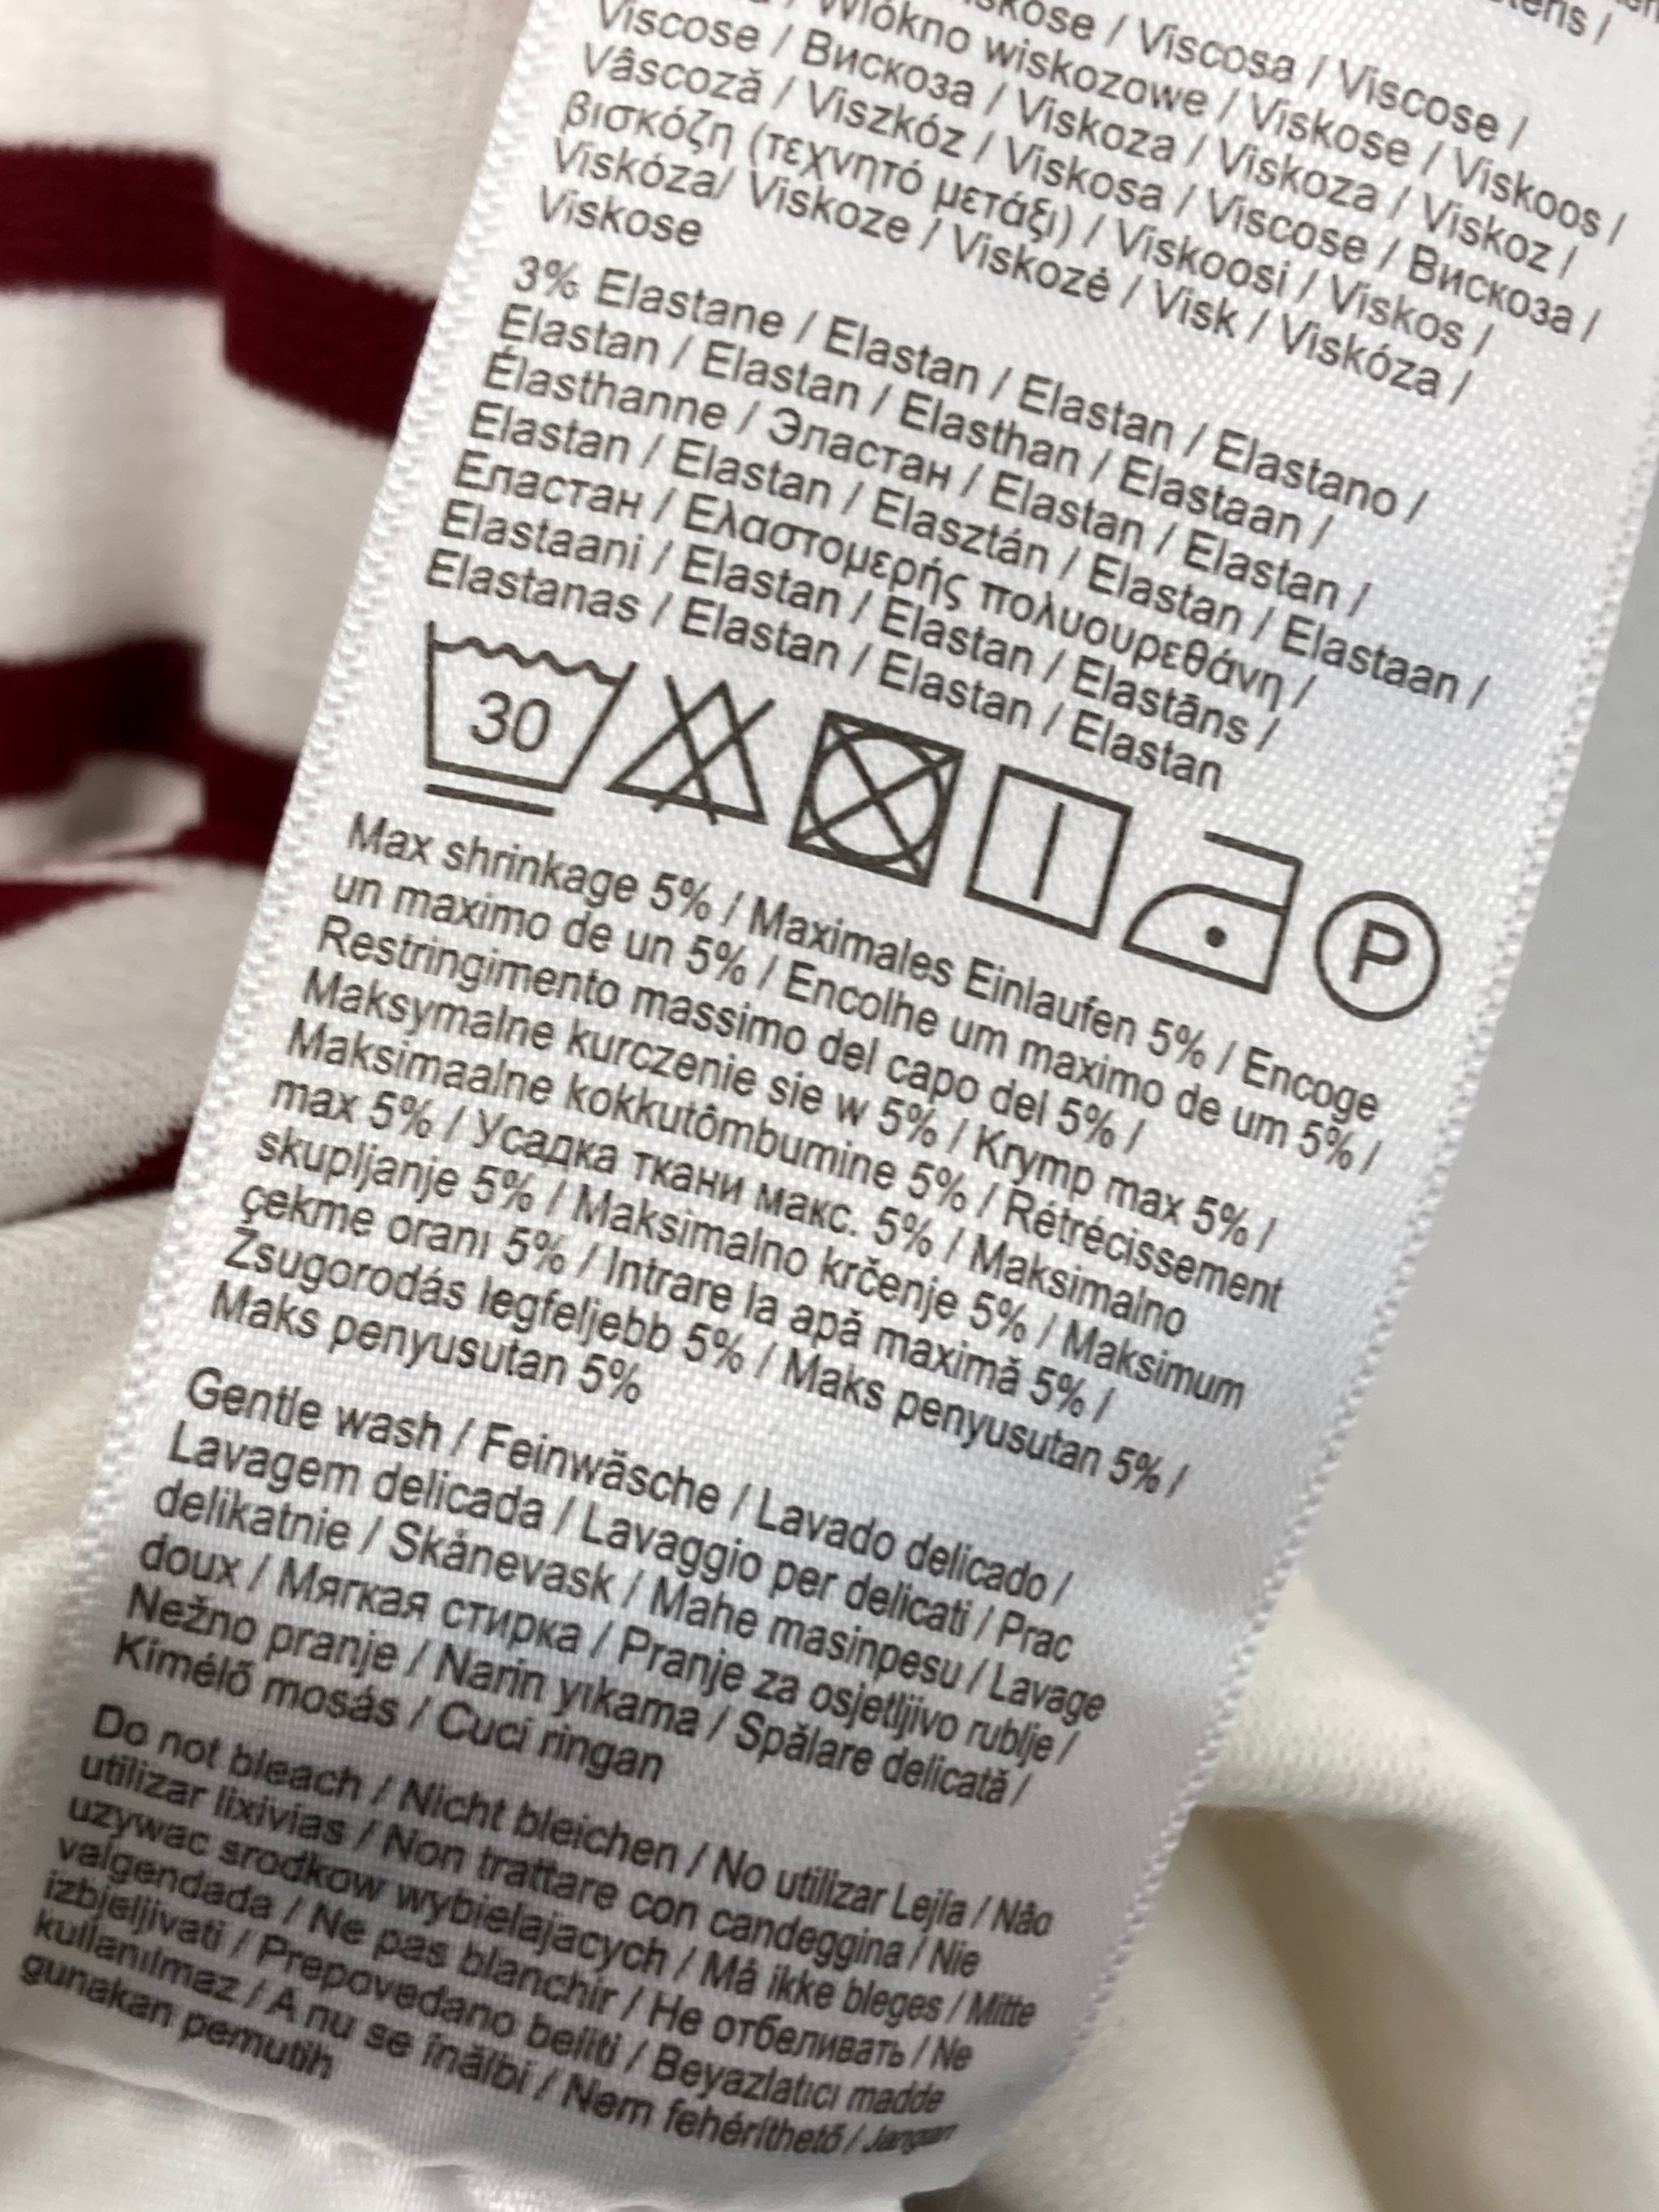 Viskose / Viscosa / Viscose /
/ Włókno wiskozowe / Viskose / Viskoos /
Viscose / Вискоза / Viskoza / Viskoza / Viskoz /
Vâscoză / Viszkóz / Viskosa / Viscose / Вискоза /
βισκόζη (τεχνητό μετάξι) / Viskoosi / Viskos /
Viskóza/ Viskoze / Viskozė / Visk / Viskóza /
Viskose
3% Elastane / Elastan / Elastan / Elastano /
Elastan / Elastan / Elasthan / Elastaan /
Élasthanne / Эластан / Elastan / Elastan /
Elastan / Elastan / Elasztán / Elastan / Elastaan /
Еластан / Ελαστομερής πολυουρεθάνη /
Elastaani / Elastan / Elastan / Elastāns /
Elastanas / Elastan / Elastan / Elastan
30
P
Max shrinkage 5% / Maximales Einlaufen 5% / Encoge
un maximo de un 5% / Encolhe um maximo de um 5% /
Restringimento massimo del capo del 5% /
Maksymalne kurczenie sie w 5% / Krymp max 5% /
Maksimaalne kokkutômbumine 5% / Rétrécissement
max 5% / Усадка ткани макс. 5% / Maksimalno
skupljanje 5% / Maksimalno krčenje 5% / Maksimum
çekme oranı 5% / Intrare la apă maximă 5% /
Zsugorodás legfeljebb 5% / Maks penyusutan 5% /
Maks penyusutan 5%
Gentle wash / Feinwäsche / Lavado delicado /
Lavagem delicada / Lavaggio per delicati / Prac
delikatnie / Skånevask / Mahe masinpesu / Lavage
doux / Мягкая стирка / Pranje za osjetljivo rublje /
Nežno pranje / Narin yıkama / Spălare delicată /
Kímélő mosás / Cuci ringan
Do not bleach / Nicht bleichen / No utilizar Lejila / Não
utilizar lixivias / Non trattare con candeggina / Nie
uzywac srodkow wybielajacych / Må ikke bleges / Mitte
valgendada / Ne pas blanchir / Не отбеливать / Ne
izbjeljivati / Prepovedano beliti / Beyazlatıcı madde
kullanılmaz / A nu se înălbi / Nem fehéríthető / Jangan
gunakan pemutih